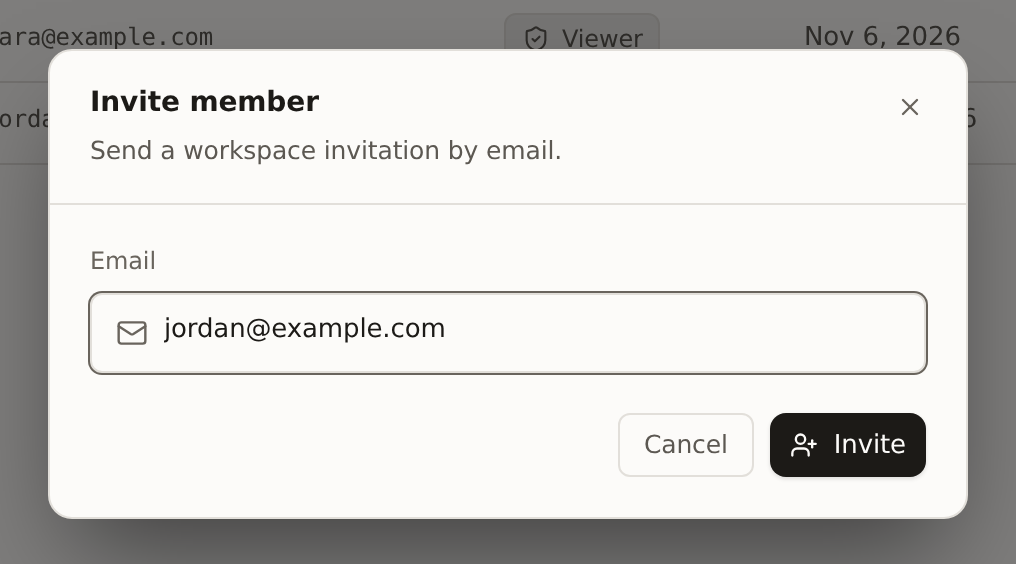 ara@example.com Viewer Nov 6, 2026
Invite member
Send a workspace invitation by email.
Email
jordan@example.com
Cancel Invite